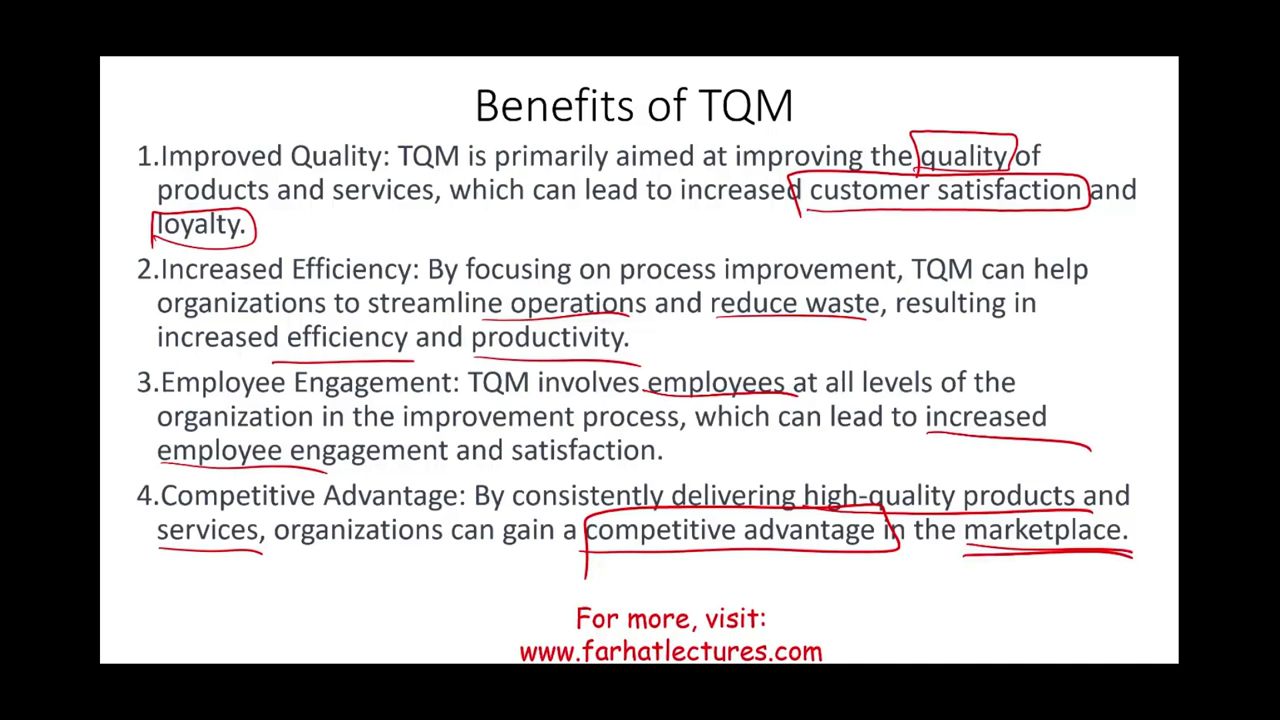 Benefits of TQM
1.Improved Quality: TQM is primarily aimed at improving the quality of
products and services, which can lead to increased customer satisfaction and
loyalty.
2.Increased Efficiency: By focusing on process improvement, TQM can help
organizations to streamline operations and reduce waste, resulting in
increased efficiency and productivity.
3.Employee Engagement: TQM involves employees at all levels of the
organization in the improvement process, which can lead to increased
employee engagement and satisfaction.
4.Competitive Advantage: By consistently delivering high-quality products and
services, organizations can gain a competitive advantage in the marketplace.
For more, visit:
www.farhatlectures.com